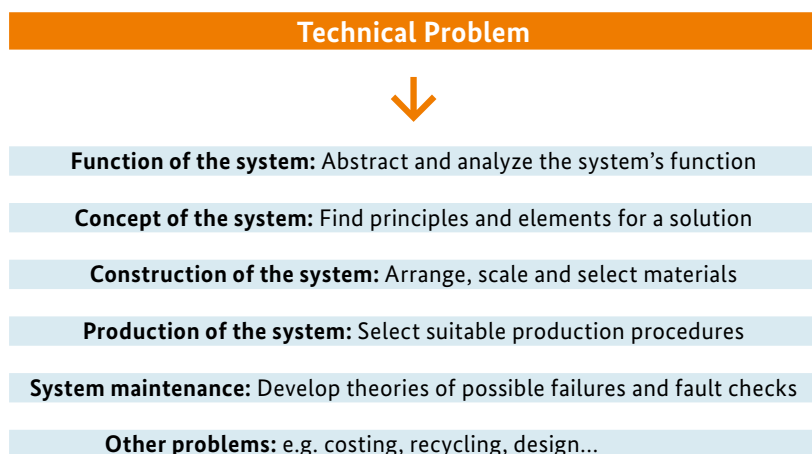 Technical Problem
Function of the system: Abstract and analyze the system’s function
Concept of the system: Find principles and elements for a solution
Construction of the system: Arrange, scale and select materials
Production of the system: Select suitable production procedures
System maintenance: Develop theories of possible failures and fault checks
Other problems: e.g. costing, recycling, design...